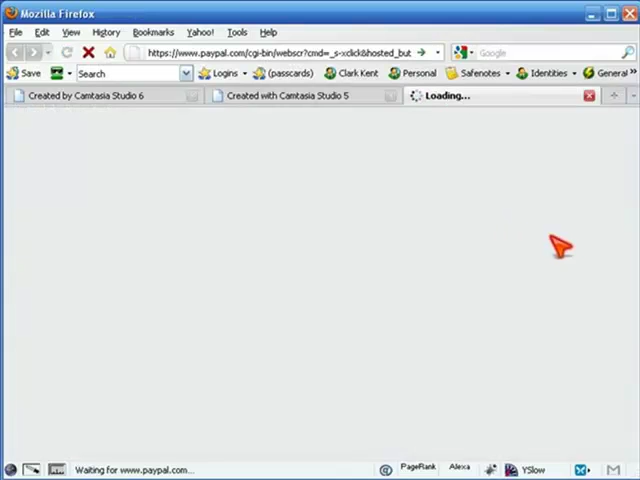 Mozilla Firefox
File Edit View History Bookmarks Yahoo! Tools Help
https://www.paypal.com/cgi-bin/webscr?cmd=_s-xclick&hosted_but Google
Save Search Logins (passcards) Clark Kent Personal Safenotes Identities General
Created by Camtasia Studio 6 Created with Camtasia Studio 5 Loading...
Waiting for www.paypal.com... PageRank Alexa YSlow